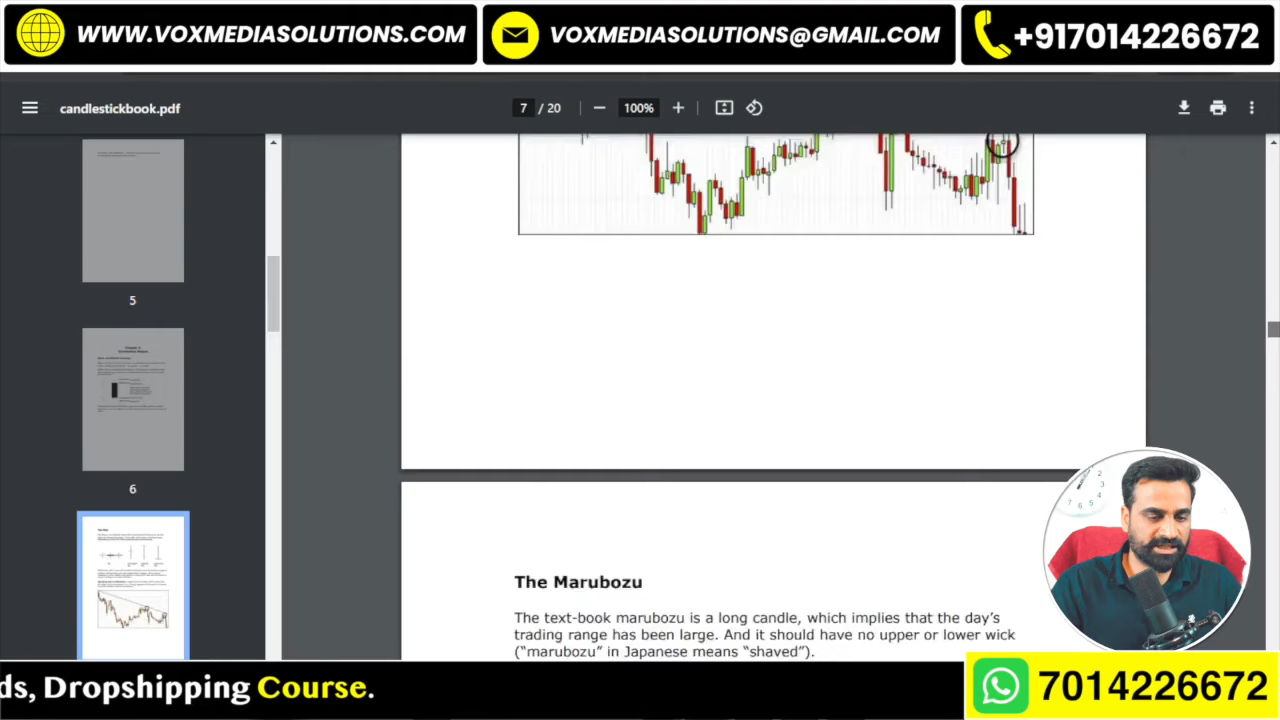 WWW.VOXMEDIASOLUTIONS.COM
VOXMEDIASOLUTIONS@GMAIL.COM
+917014226672
candlestickbook.pdf
7 / 20
100%
5
6
The Marubozu
The text-book marubozu is a long candle, which implies that the day's
trading range has been large. And it should have no upper or lower wick
("marubozu" in Japanese means "shaved").
ds, Dropshipping Course.
7014226672